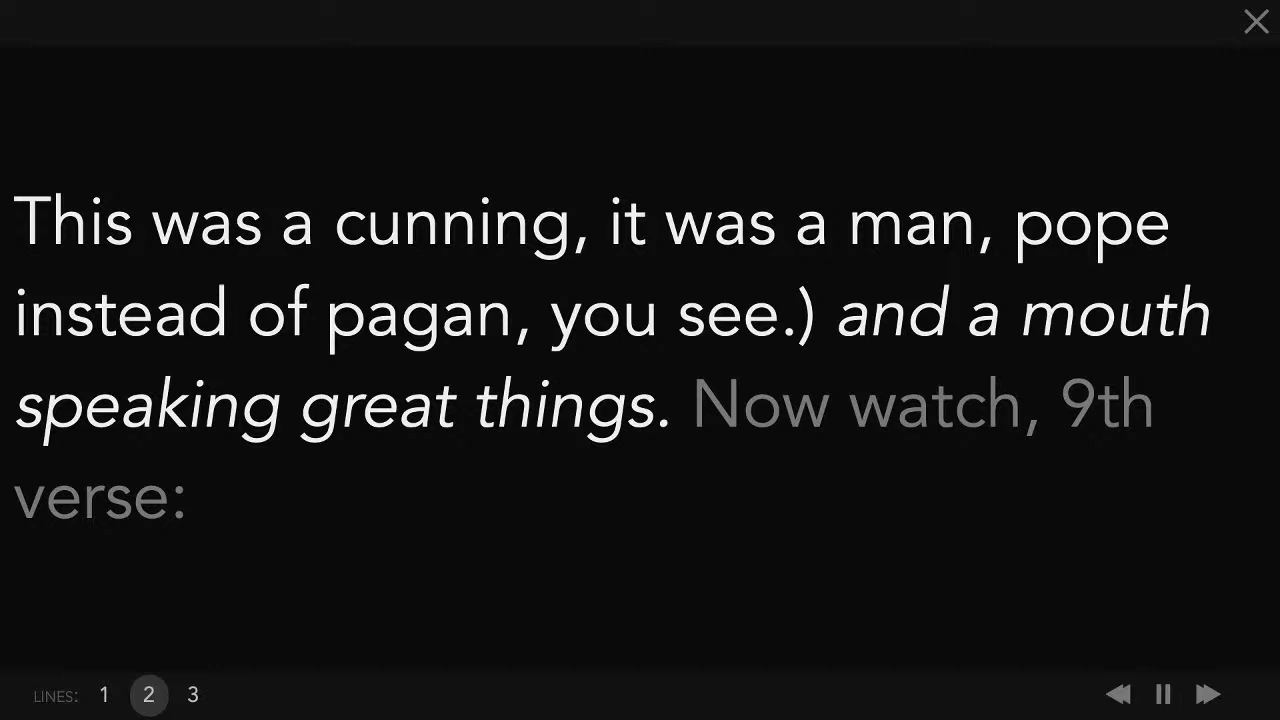 This was a cunning, it was a man, pope
instead of pagan, you see.) and a mouth
speaking great things. Now watch, 9th
verse:
LINES: 1 2 3